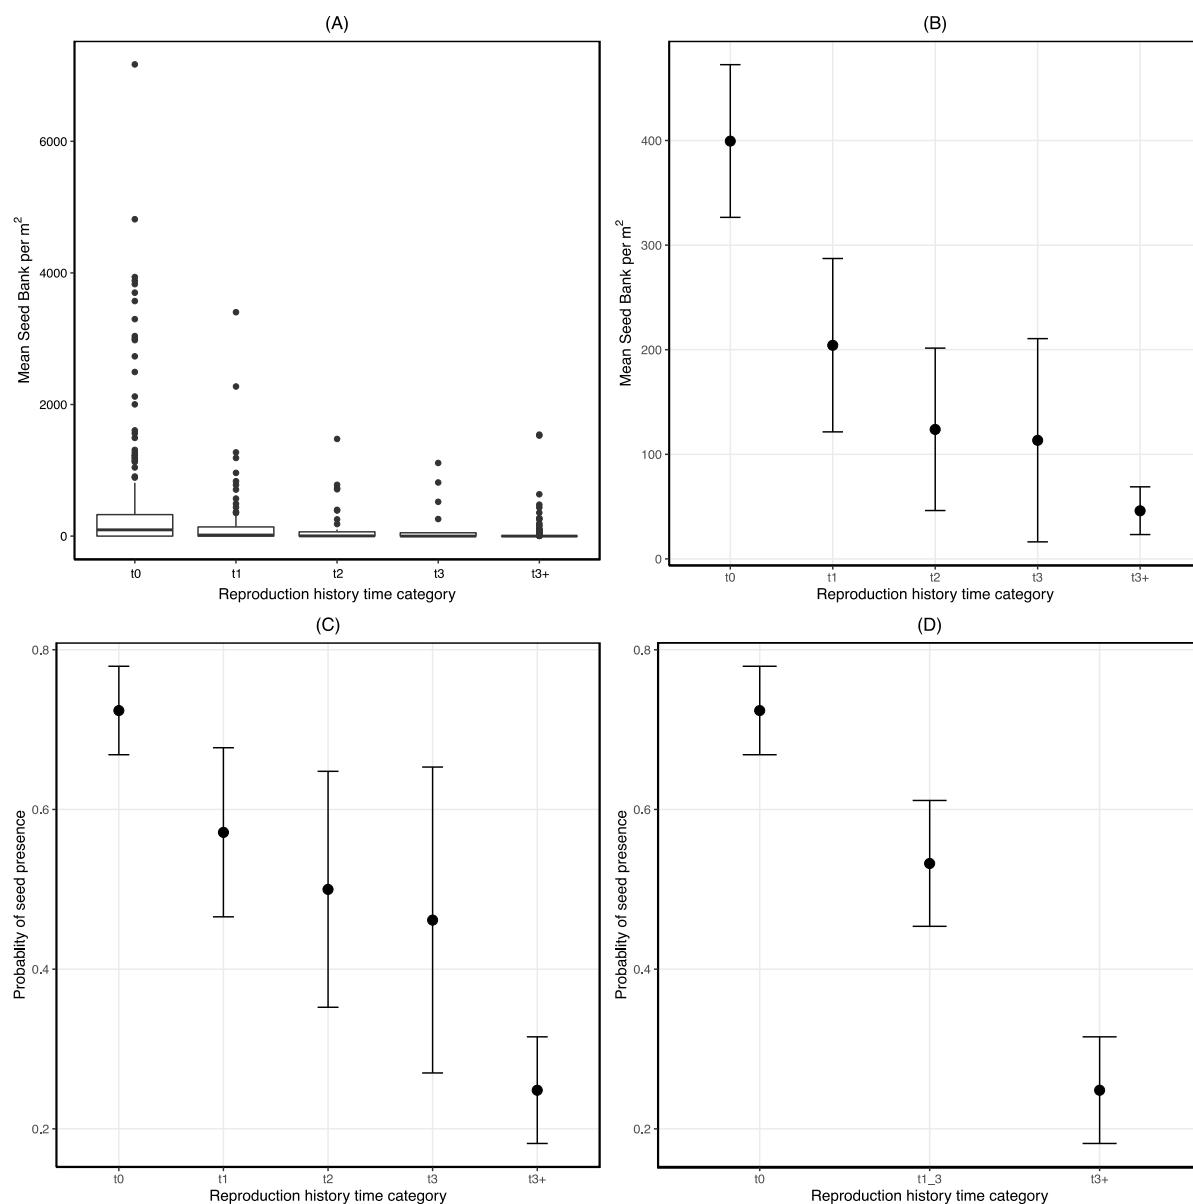 (A)
Mean Seed Bank per m²
6000
4000
2000
0
t0 t1 t2 t3 t3+
Reproduction history time category
(B)
Mean Seed Bank per m²
400
300
200
100
0
t0 t1 t2 t3 t3+
Reproduction history time category
(C)
Probablity of seed presence
0.8
0.6
0.4
0.2
t0 t1 t2 t3 t3+
Reproduction history time category
(D)
Probablity of seed presence
0.8
0.6
0.4
0.2
t0 t1_3 t3+
Reproduction history time category